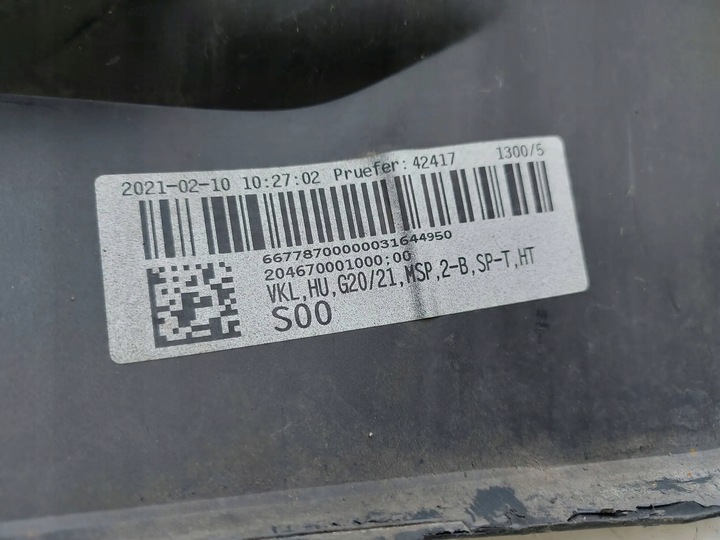 2021-02-10 10:27:02 Pruefer: 42417 1300/5
66778700000031644950
204670001000;00
VKL,HU,G20/21,MSP,2-B,SP-T,HT
S00